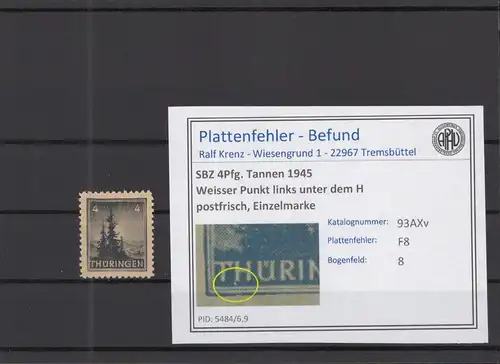 Plattenfehler - Befund
Ralf Krenz - Wiesengrund 1 - 22967 Tremsbüttel
SBZ 4Pfg. Tannen 1945
Weisser Punkt links unter dem H
postfrisch, Einzelmarke
Katalognummer: 93AXv
Plattenfehler: F8
Bogenfeld: 8
THÜRIN
PID: 5484/6,9
4 4
THÜRINGEN